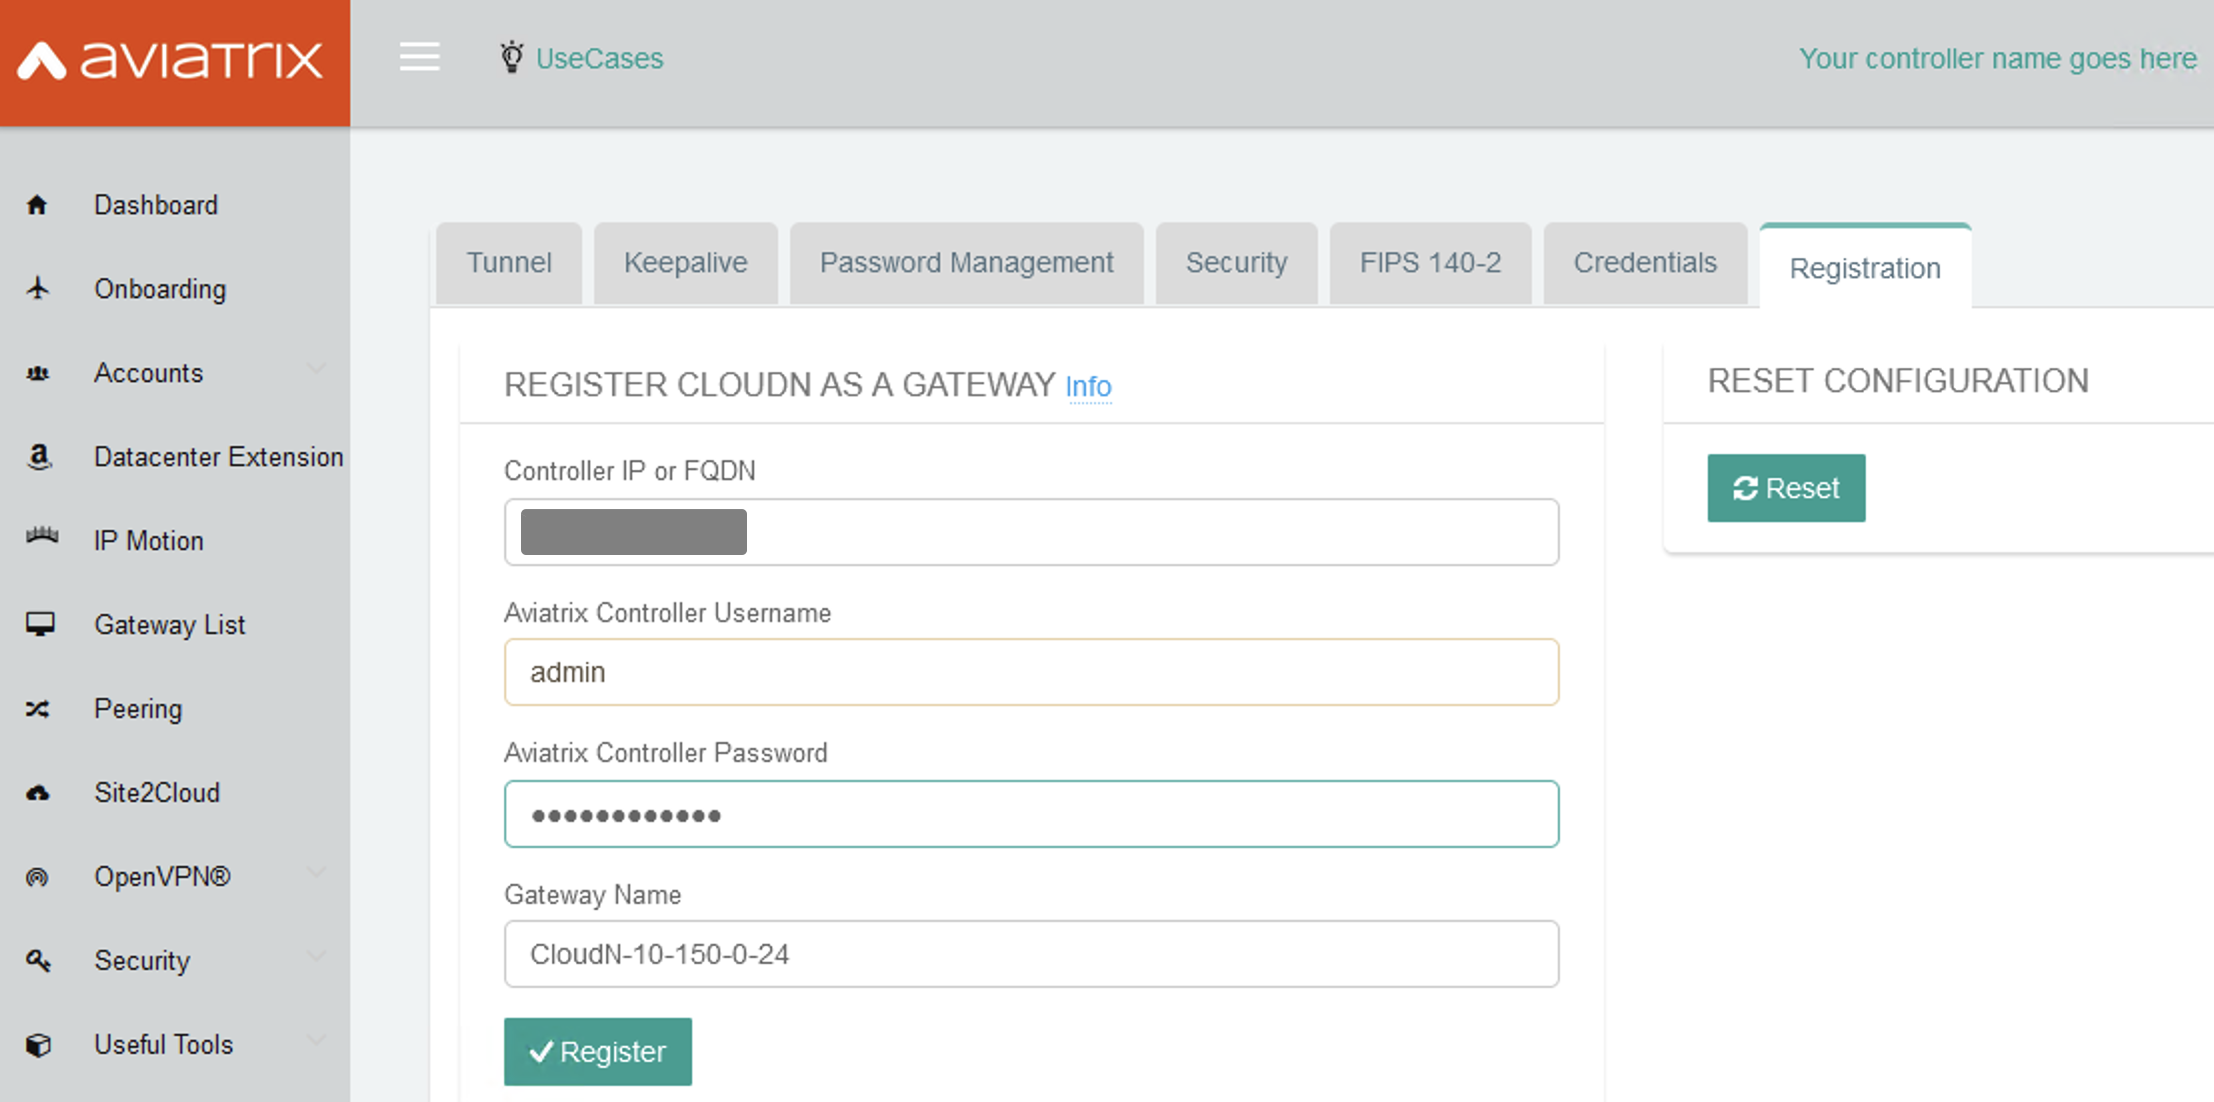 aviatrix
UseCases
Your controller name goes here
Dashboard
Onboarding
Accounts
Datacenter Extension
IP Motion
Gateway List
Peering
Site2Cloud
OpenVPN®
Security
Useful Tools
Tunnel
Keepalive
Password Management
Security
FIPS 140-2
Credentials
Registration
REGISTER CLOUDN AS A GATEWAY Info
Controller IP or FQDN
Aviatrix Controller Username
admin
Aviatrix Controller Password
••••••••••••
Gateway Name
CloudN-10-150-0-24
Register
RESET CONFIGURATION
Reset